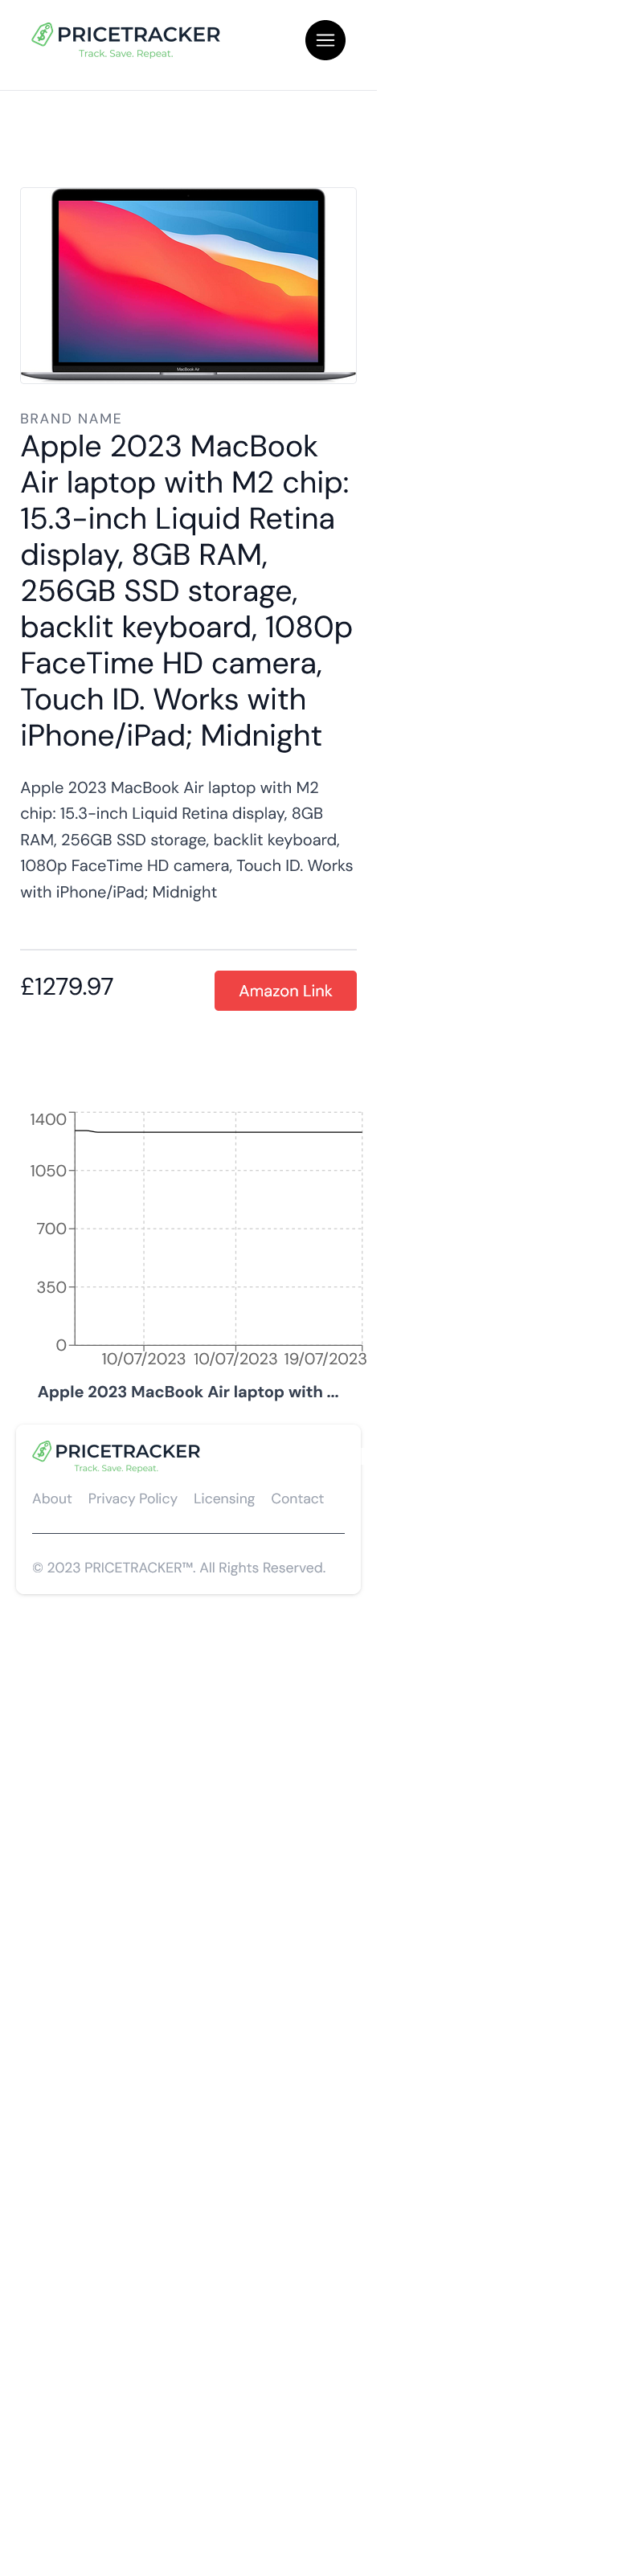 PRICETRACKER
Track. Save. Repeat.
MacBook Air
BRAND NAME
Apple 2023 MacBook
Air laptop with M2 chip:
15.3-inch Liquid Retina
display, 8GB RAM,
256GB SSD storage,
backlit keyboard, 1080p
FaceTime HD camera,
Touch ID. Works with
iPhone/iPad; Midnight
Apple 2023 MacBook Air laptop with M2
chip: 15.3-inch Liquid Retina display, 8GB
RAM, 256GB SSD storage, backlit keyboard,
1080p FaceTime HD camera, Touch ID. Works
with iPhone/iPad; Midnight
£1279.97
Amazon Link
1400
1050
700
350
0
10/07/2023 10/07/2023 19/07/2023
Apple 2023 MacBook Air laptop with ...
PRICETRACKER
Track. Save. Repeat.
About Privacy Policy Licensing Contact
© 2023 PRICETRACKER™. All Rights Reserved.